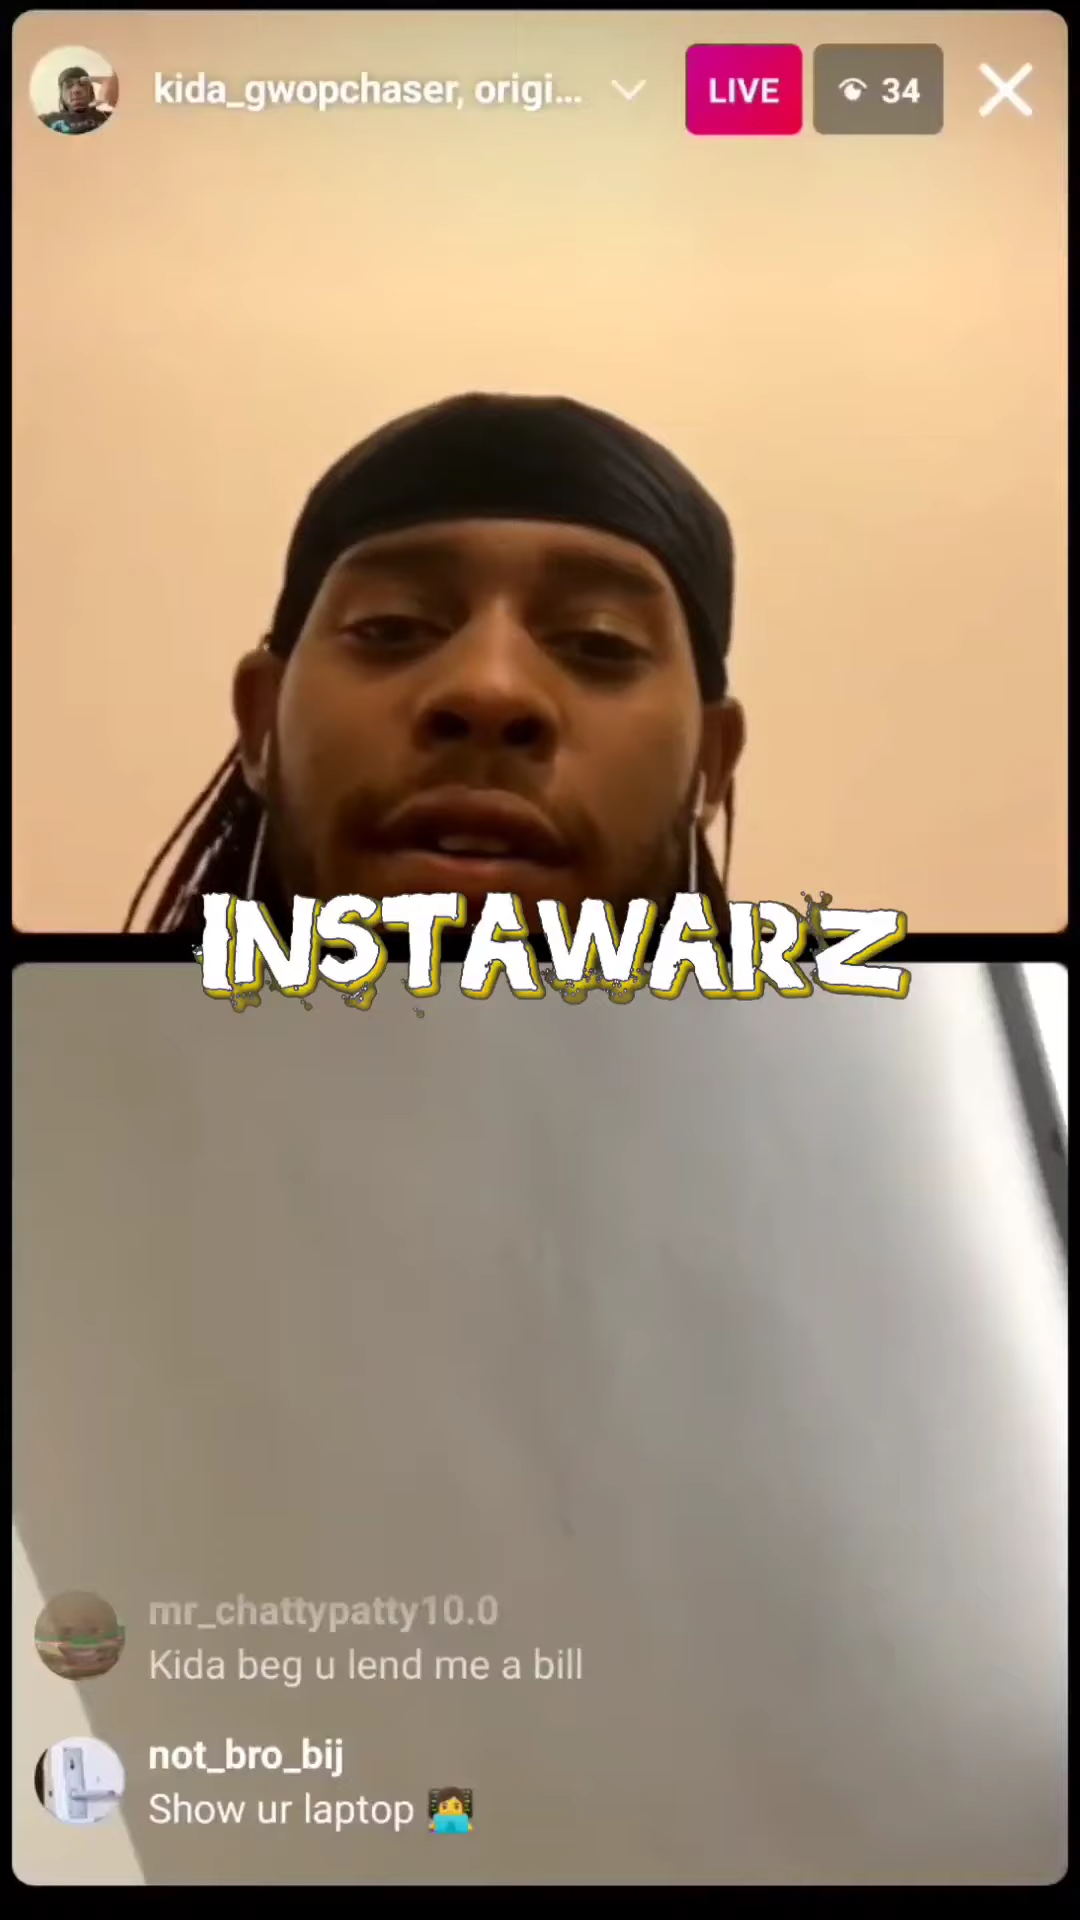 kida_gwopchaser, origi...
LIVE
34
INSTAWARZ
mr_chattypatty10.0
Kida beg u lend me a bill
not_bro_bij
Show ur laptop 🧑‍💻